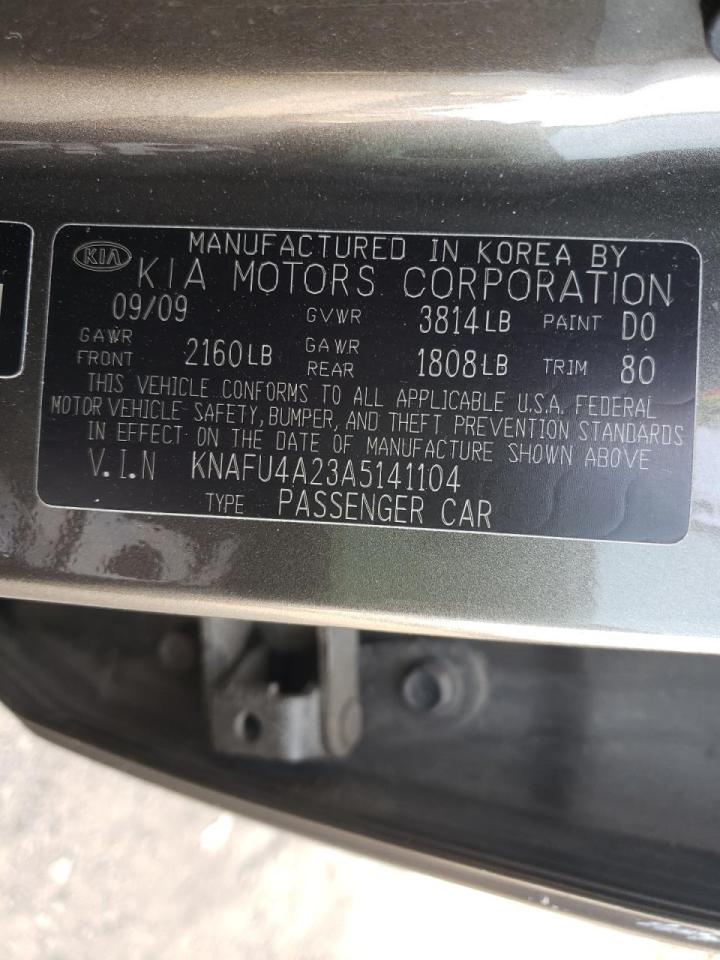 KIA
MANUFACTURED IN KOREA BY
KIA MOTORS CORPORATION
09/09 GVWR 3814LB PAINT D0
GAWR FRONT 2160LB GAWR REAR 1808LB TRIM 80
THIS VEHICLE CONFORMS TO ALL APPLICABLE U.S.A. FEDERAL
MOTOR VEHICLE SAFETY, BUMPER, AND THEFT PREVENTION STANDARDS
IN EFFECT ON THE DATE OF MANUFACTURE SHOWN ABOVE
V.I.N KNAFU4A23A5141104
TYPE PASSENGER CAR